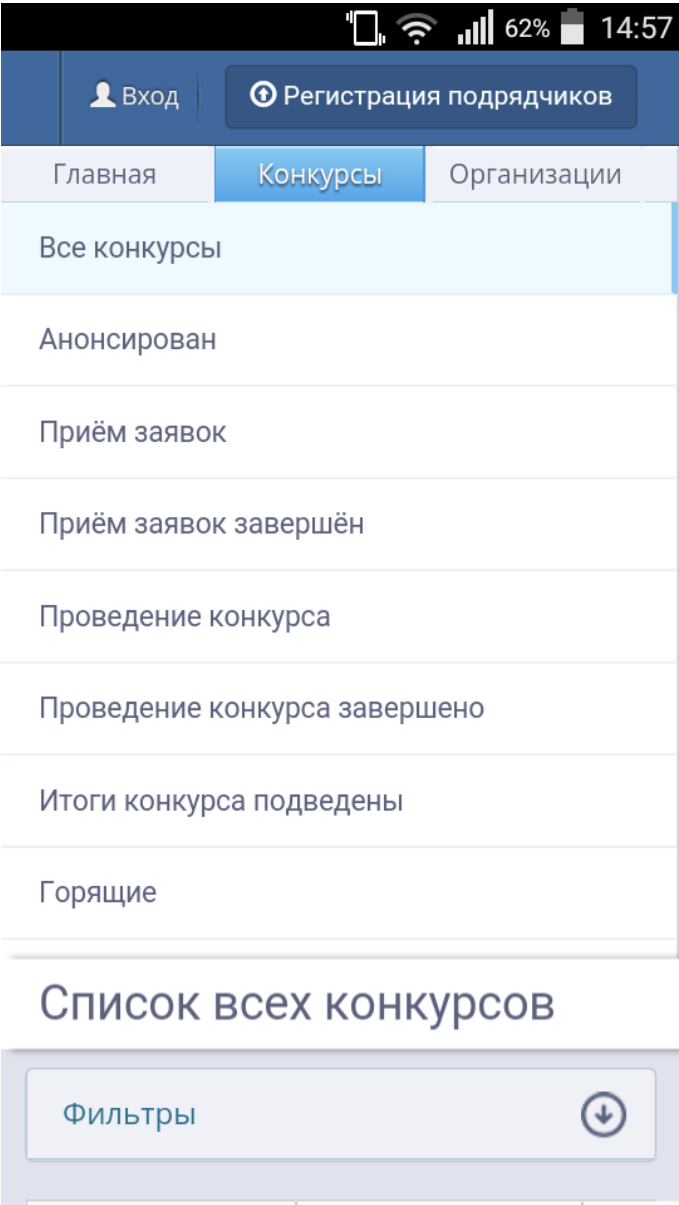 62% 14:57
Вход Регистрация подрядчиков
Главная Конкурсы Организации
Все конкурсы
Анонсирован
Приём заявок
Приём заявок завершён
Проведение конкурса
Проведение конкурса завершено
Итоги конкурса подведены
Горящие
Список всех конкурсов
Фильтры